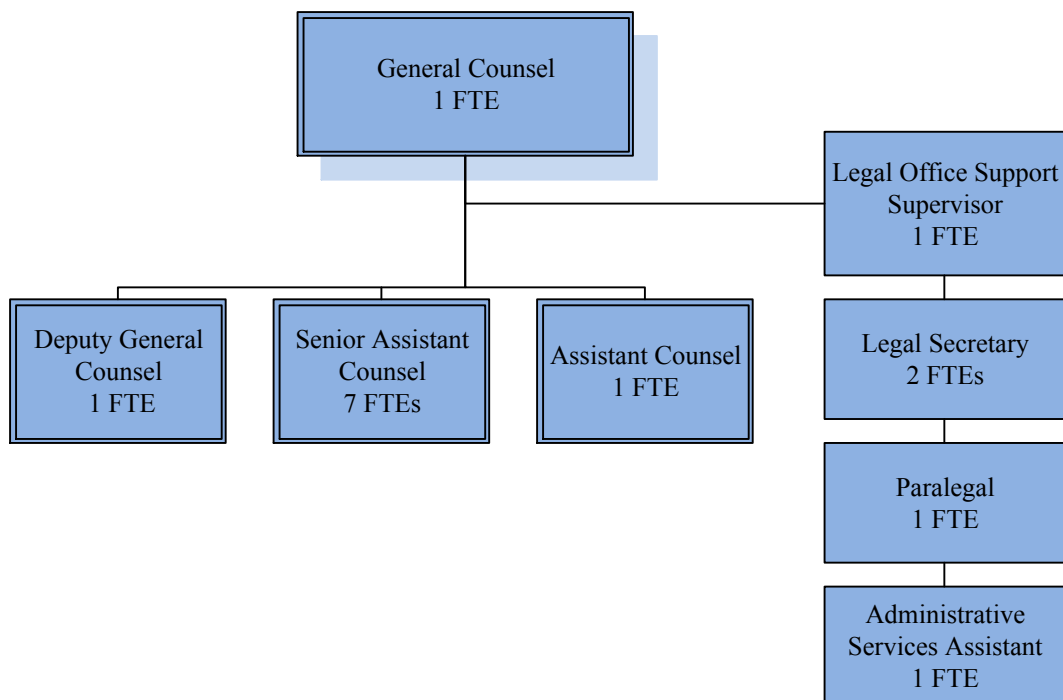 General Counsel
1 FTE
Legal Office Support
Supervisor
1 FTE
Deputy General
Counsel
1 FTE
Senior Assistant
Counsel
7 FTEs
Assistant Counsel
1 FTE
Legal Secretary
2 FTEs
Paralegal
1 FTE
Administrative
Services Assistant
1 FTE